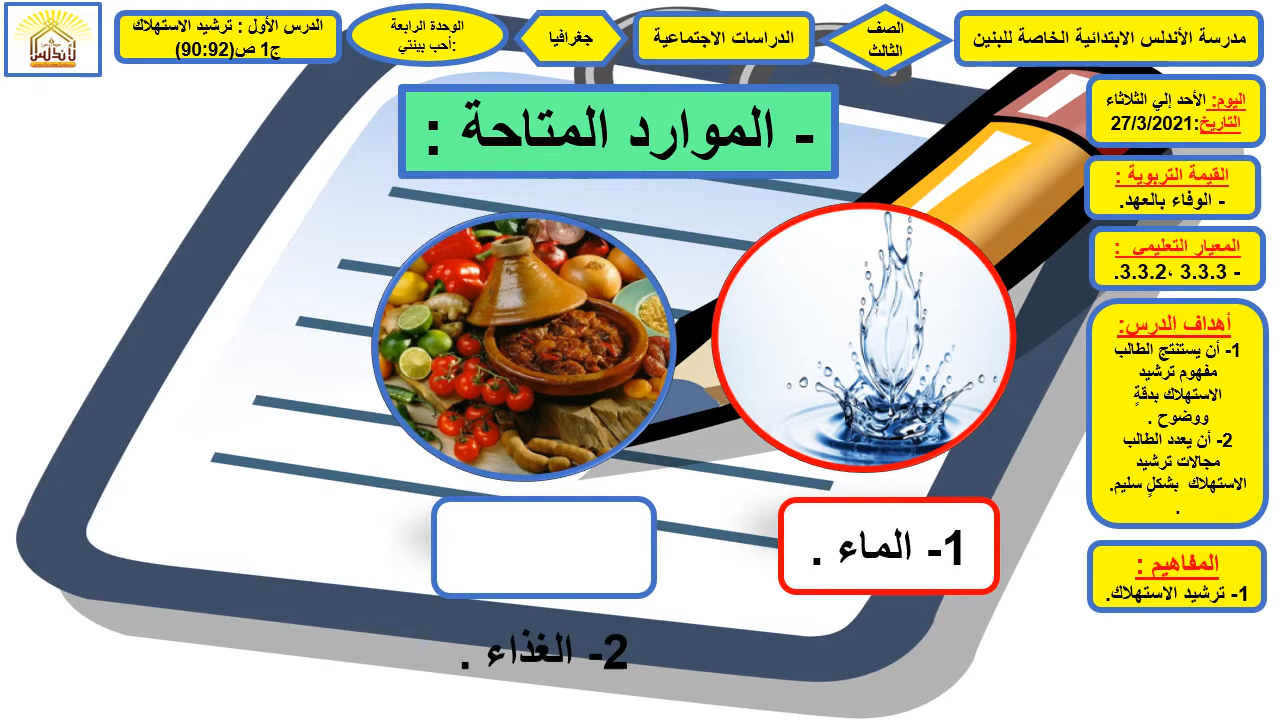 مدرسة الأندلس الابتدائية الخاصة للبنين
الصف
الثالث
الدراسات الاجتماعية
جغرافيا
الوحدة الرابعة
:أحب بيئتي
الدرس الأول : ترشيد الاستهلاك
ج1 ص(90:92)
اليوم: الأحد إلي الثلاثاء
التاريخ:27/3/2021
القيمة التربوية :
- الوفاء بالعهد.
المعيار التعليمي :
- 3.3.3 ،3.3.2.
أهداف الدرس:
1- أن يستنتج الطالب
مفهوم ترشيد
الاستهلاك بدقةٍ
ووضوح .
2- أن يعدد الطالب
مجالات ترشيد
الاستهلاك بشكلٍ سليم.
.
المفاهيم :
1- ترشيد الاستهلاك.
- الموارد المتاحة :
1- الماء .
2- الغذاء .